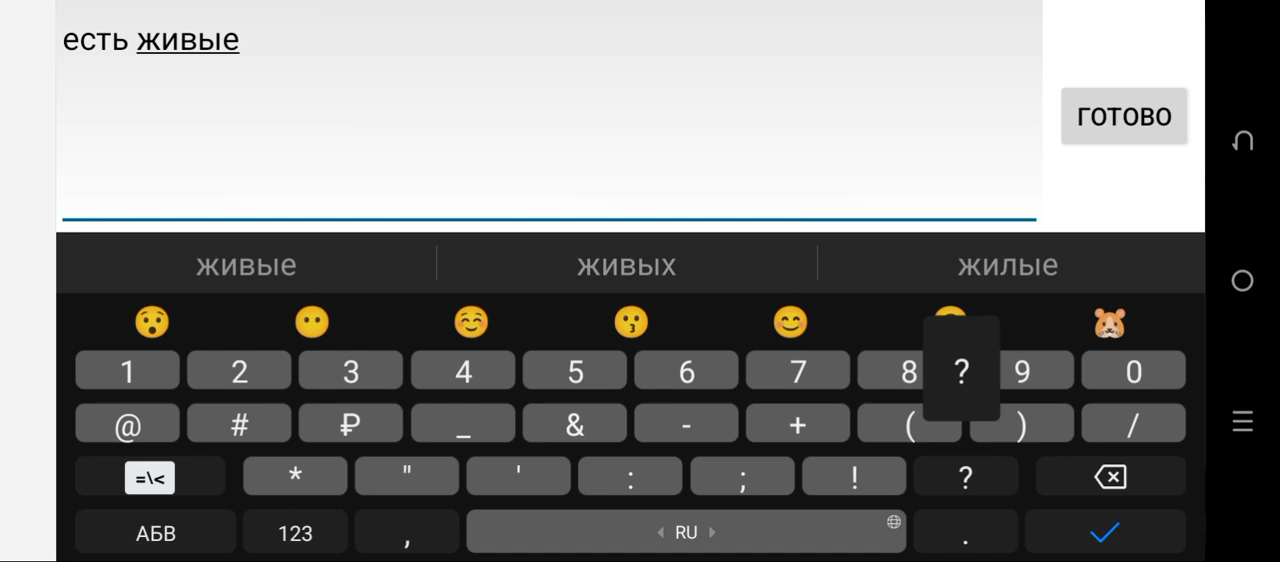 есть живые
ГОТОВО
живые живых жилые
?
1 2 3 4 5 6 7 8 9 0
@ # ₽ _ & - + ( ) /
=\< * " ' : ; ! ?
АБВ 123 , RU .